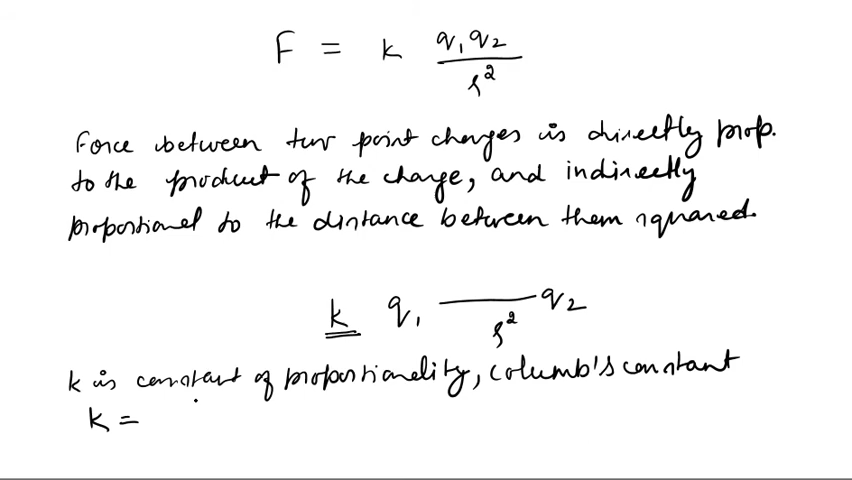 F = k q₁q₂ / r²
Force between two point charges is directly prop.
to the product of the charge, and indirectly
proportional to the distance between them squared.
k q₁ — q₂
r²
k is constant of proportionality, columb's constant
k =